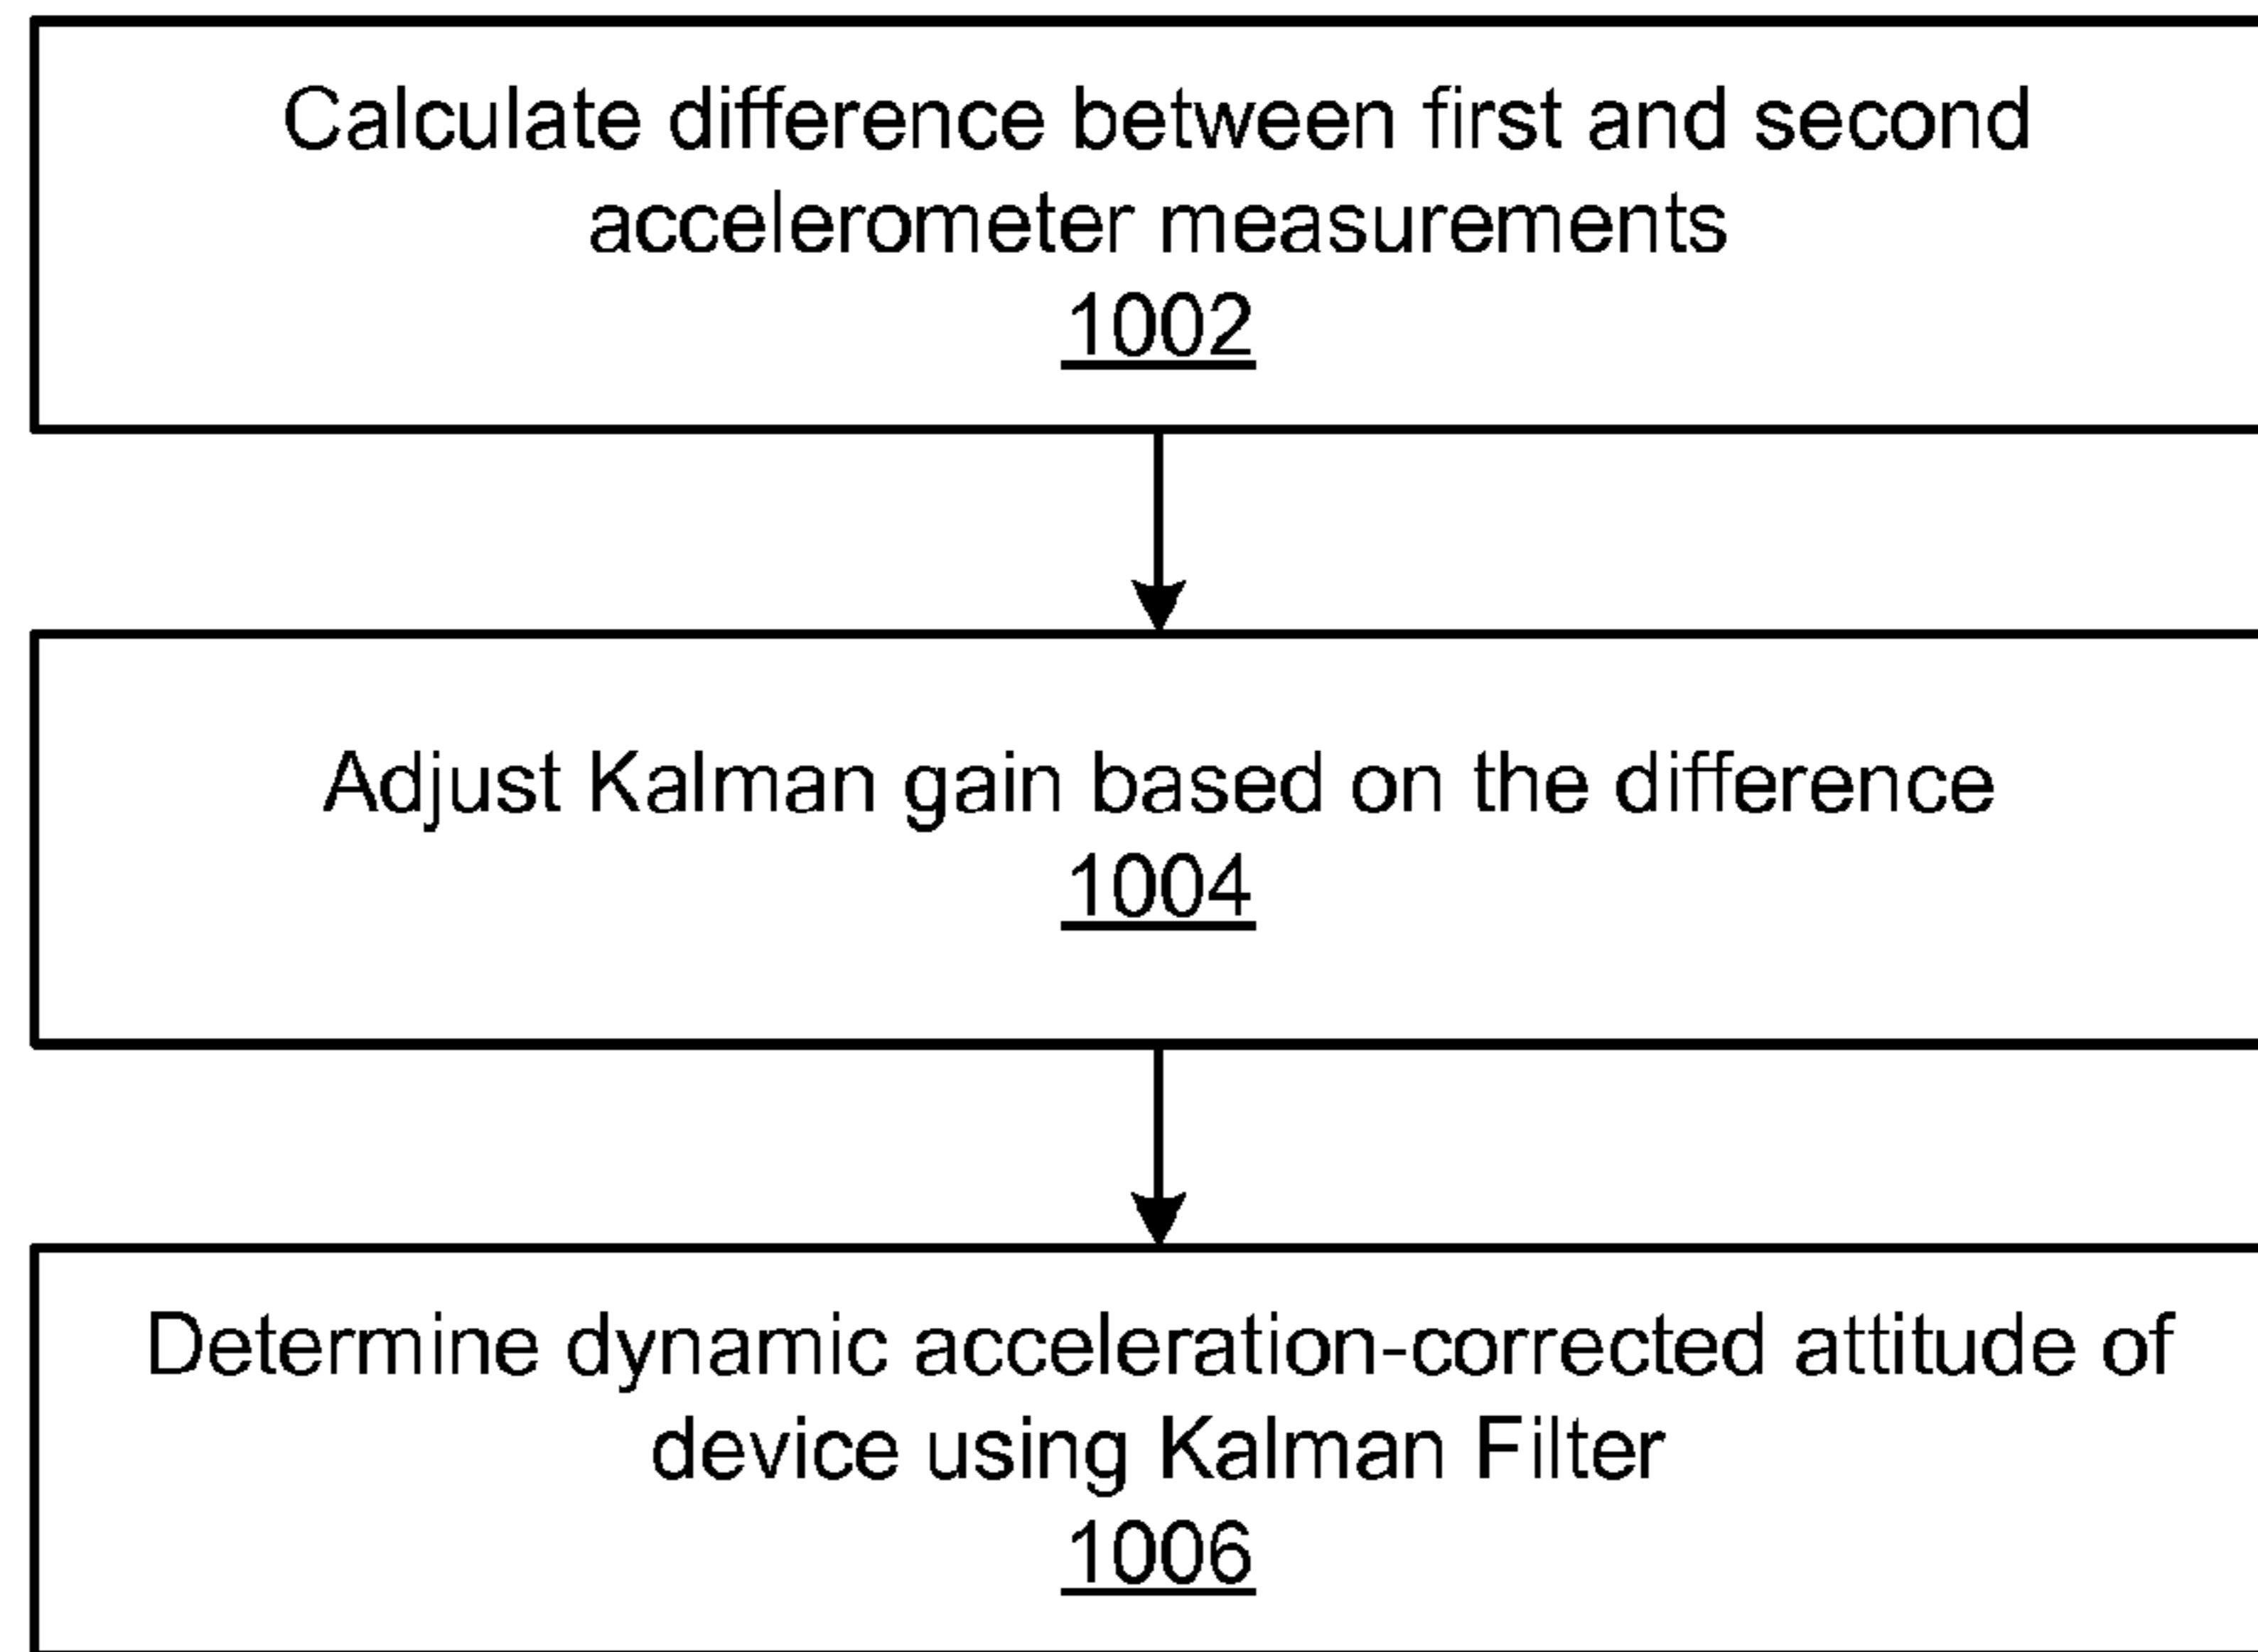 Calculate difference between first and second
accelerometer measurements
1002
Adjust Kalman gain based on the difference
1004
Determine dynamic acceleration-corrected attitude of
device using Kalman Filter
1006